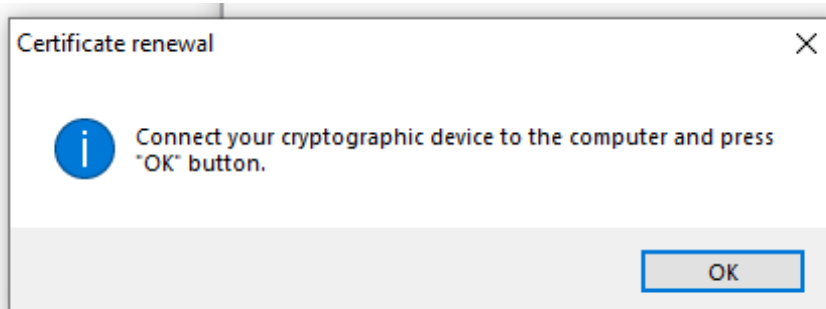 Certificate renewal
Connect your cryptographic device to the computer and press
"OK" button.
OK